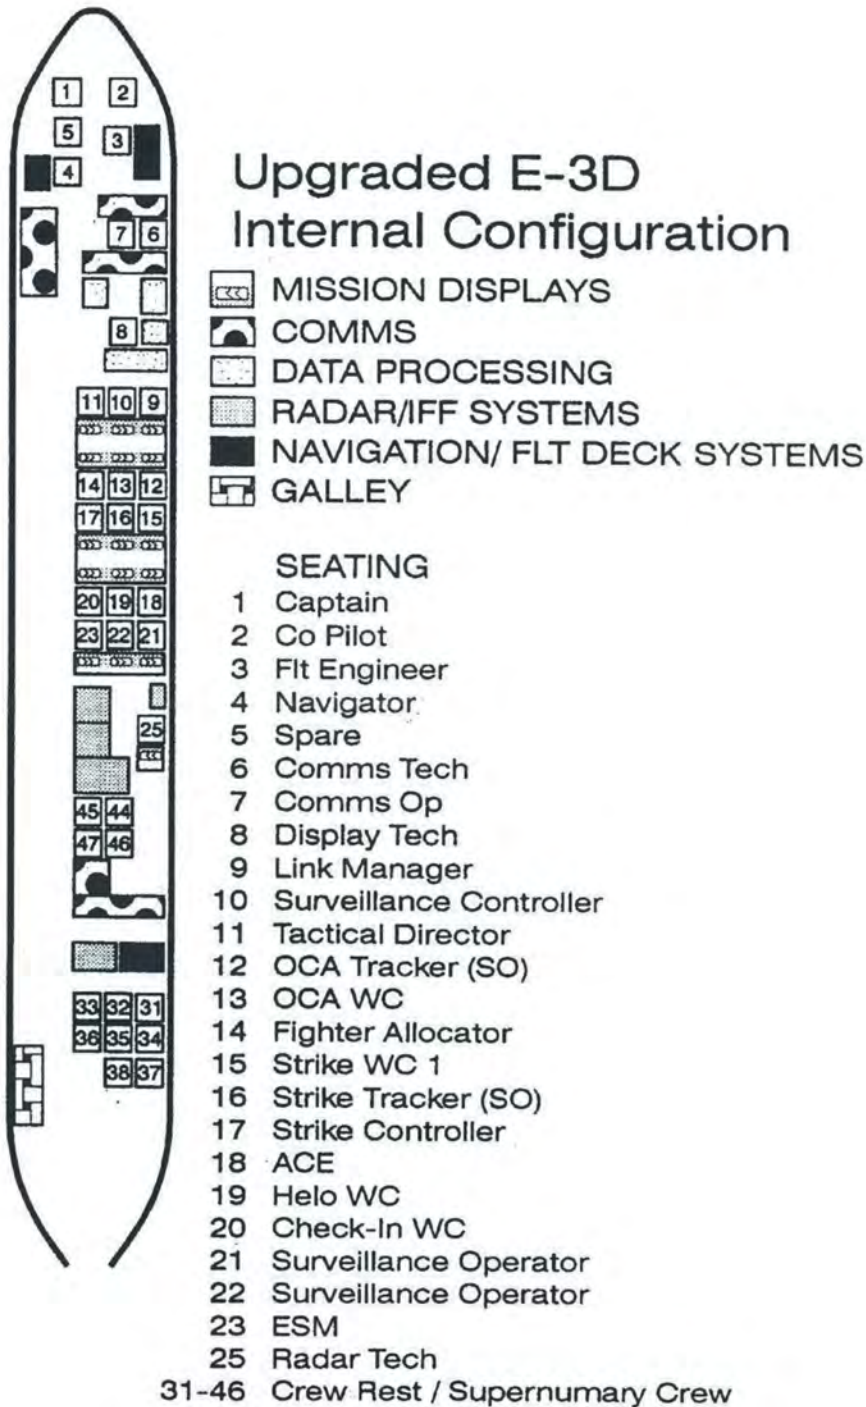 1 2
5 3
4
7 6
8
11 10 9
14 13 12
17 16 15
20 19 18
23 22 21
25
45 44
47 46
33 32 31
36 35 34
38 37
Upgraded E-3D
Internal Configuration
MISSION DISPLAYS
COMMS
DATA PROCESSING
RADAR/IFF SYSTEMS
NAVIGATION/ FLT DECK SYSTEMS
GALLEY
SEATING
1 Captain
2 Co Pilot
3 Flt Engineer
4 Navigator
5 Spare
6 Comms Tech
7 Comms Op
8 Display Tech
9 Link Manager
10 Surveillance Controller
11 Tactical Director
12 OCA Tracker (SO)
13 OCA WC
14 Fighter Allocator
15 Strike WC 1
16 Strike Tracker (SO)
17 Strike Controller
18 ACE
19 Helo WC
20 Check-In WC
21 Surveillance Operator
22 Surveillance Operator
23 ESM
25 Radar Tech
31-46 Crew Rest / Supernumary Crew